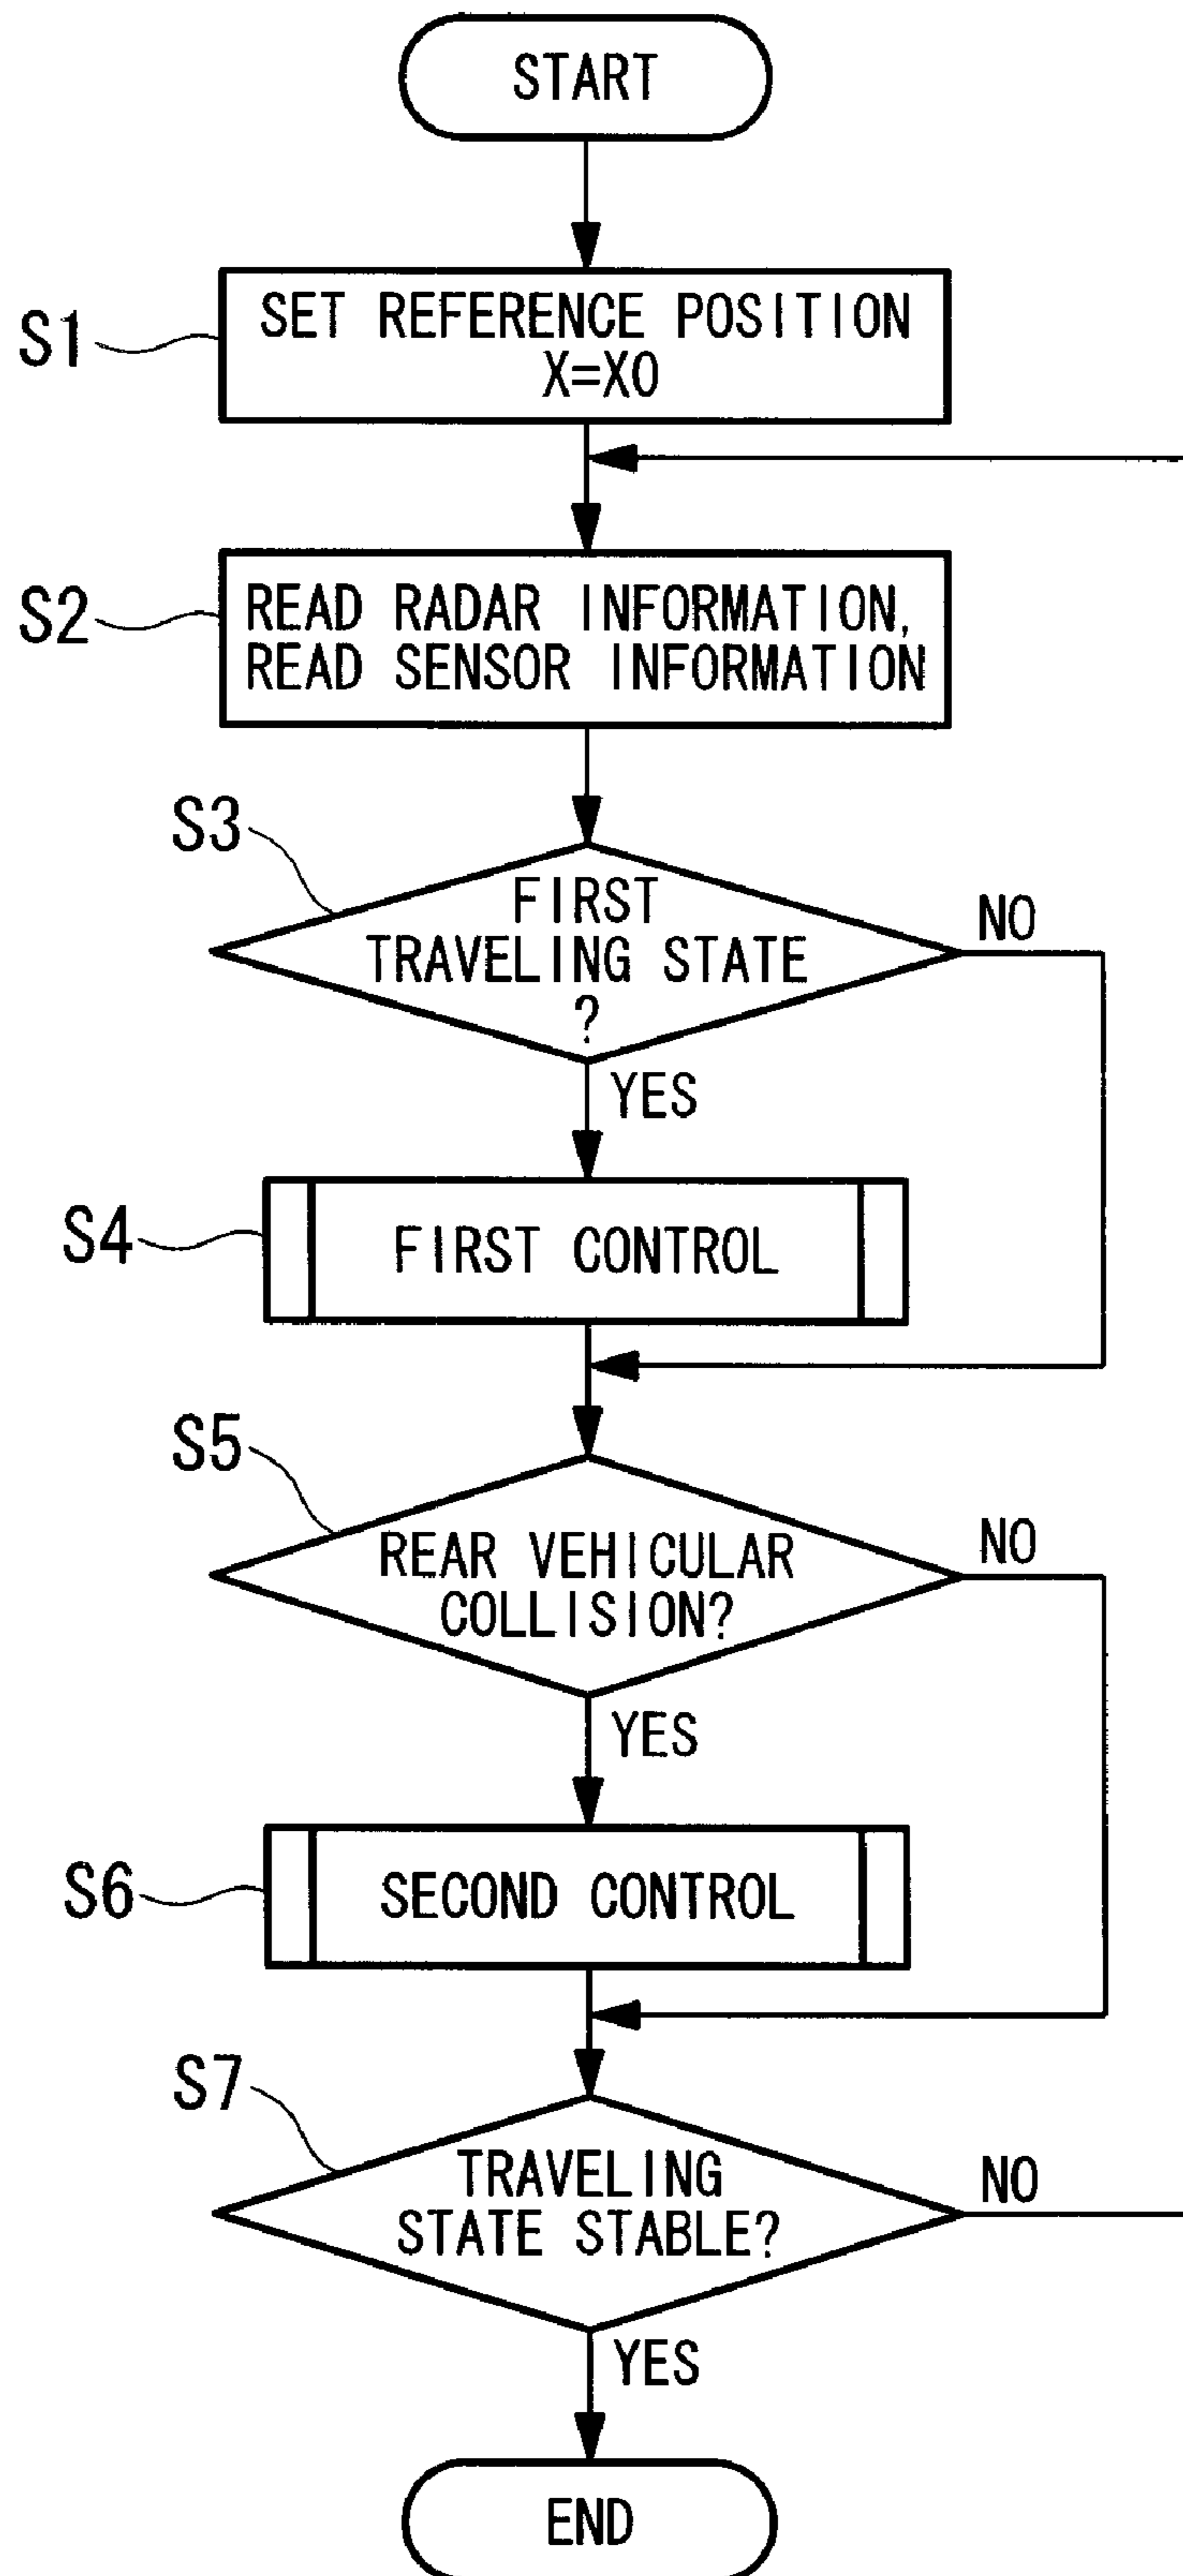 START
S1
SET REFERENCE POSITION
X=X0
S2
READ RADAR INFORMATION,
READ SENSOR INFORMATION
S3
FIRST
TRAVELING STATE
?
NO
YES
S4
FIRST CONTROL
S5
REAR VEHICULAR
COLLISION?
NO
YES
S6
SECOND CONTROL
S7
TRAVELING
STATE STABLE?
NO
YES
END